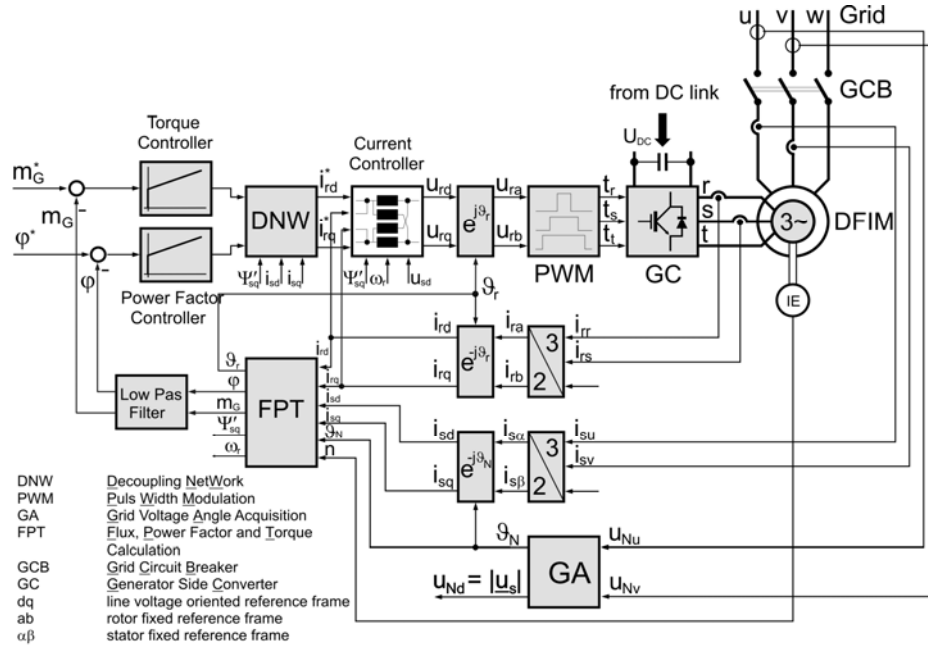 u v w Grid
GCB
from DC link
U_DC
Torque
Controller
Current
Controller
m*_G
m_G
-
φ*
φ
-
DNW
i*_rd
i*_rq
u_rd
u_rq
e^jϑ_r
u_ra
u_rb
PWM
t_r
t_s
t_t
GC
r
s
t
3~
DFIM
IE
Power Factor
Controller
Ψ'_sq i_sd i_sq
Ψ'_sq ω_r u_sd
ϑ_r
i_rd
i_rq
e^-jϑ_r
i_ra
i_rb
3
2
i_rr
i_rs
Low Pas
Filter
ϑ_r
φ
m_G
Ψ'_sq
ω_r
FPT
i_rd
i_rq
i_sd
i_sq
ϑ_N
n
i_sd
i_sq
e^-jϑ_N
i_sα
i_sβ
3
2
i_su
i_sv
ϑ_N
u_Nd = |u_s|
GA
u_Nu
u_Nv
DNW Decoupling NetWork
PWM Puls Width Modulation
GA Grid Voltage Angle Acquisition
FPT Flux, Power Factor and Torque
Calculation
GCB Grid Circuit Breaker
GC Generator Side Converter
dq line voltage oriented reference frame
ab rotor fixed reference frame
αβ stator fixed reference frame